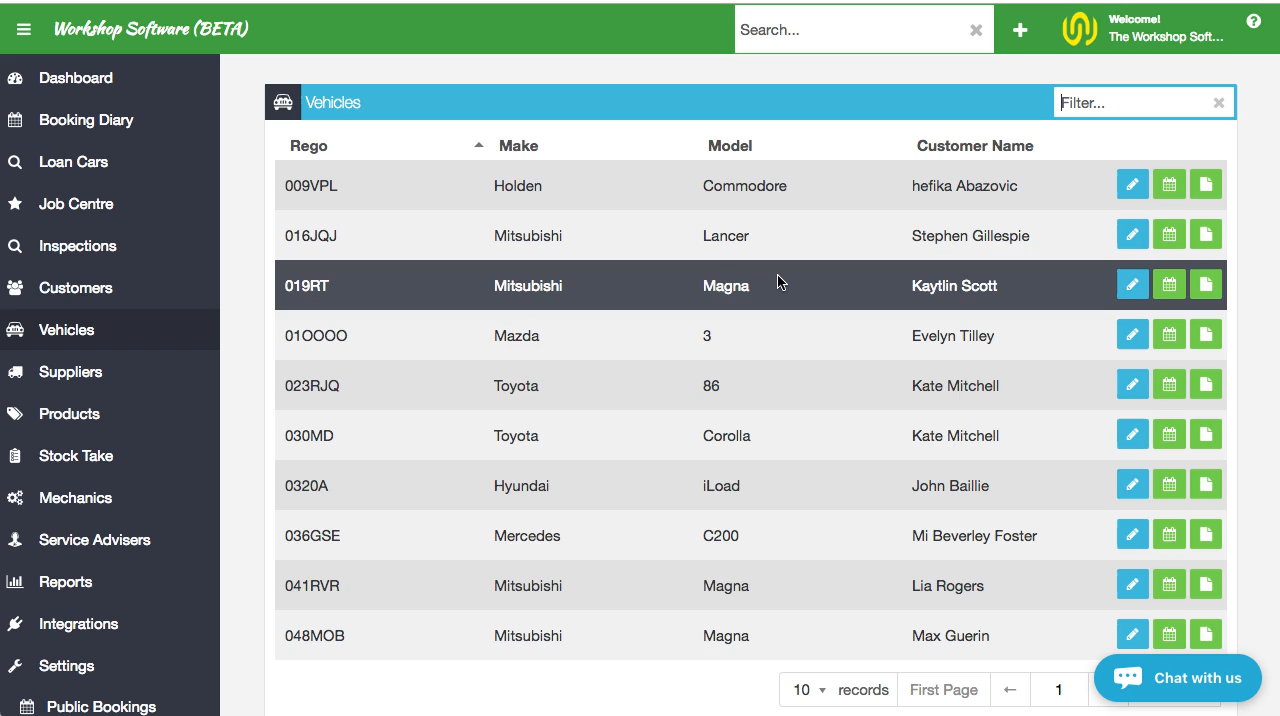 Workshop Software (BETA)
Search...
Welcome!
The Workshop Soft...
Dashboard
Booking Diary
Loan Cars
Job Centre
Inspections
Customers
Vehicles
Suppliers
Products
Stock Take
Mechanics
Service Advisers
Reports
Integrations
Settings
Public Bookings
Vehicles
Filter...
Rego Make Model Customer Name
009VPL Holden Commodore hefika Abazovic
016JQJ Mitsubishi Lancer Stephen Gillespie
019RT Mitsubishi Magna Kaytlin Scott
01OOOO Mazda 3 Evelyn Tilley
023RJQ Toyota 86 Kate Mitchell
030MD Toyota Corolla Kate Mitchell
0320A Hyundai iLoad John Baillie
036GSE Mercedes C200 Mi Beverley Foster
041RVR Mitsubishi Magna Lia Rogers
048MOB Mitsubishi Magna Max Guerin
10 records First Page ← 1
Chat with us